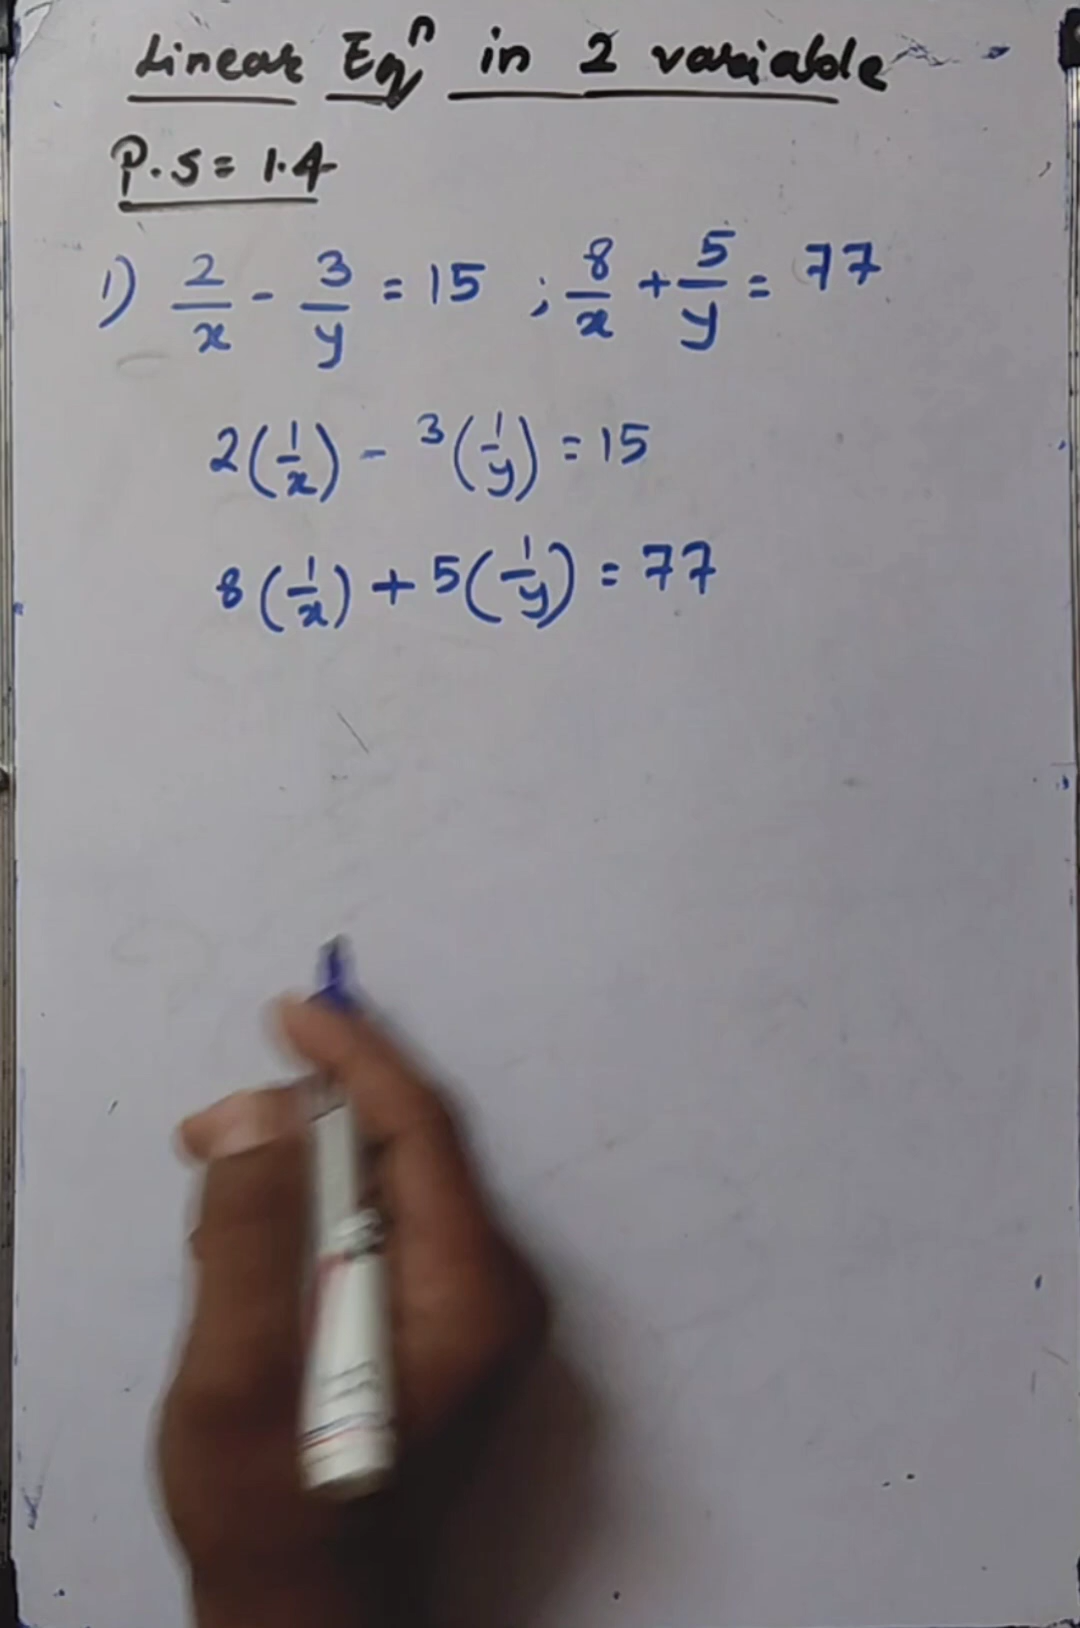 Linear Eqⁿ in 2 variable
P.S = 1.4
1) 2/x - 3/y = 15 ; 8/x + 5/y = 77
2(1/x) - 3(1/y) = 15
8(1/x) + 5(1/y) = 77